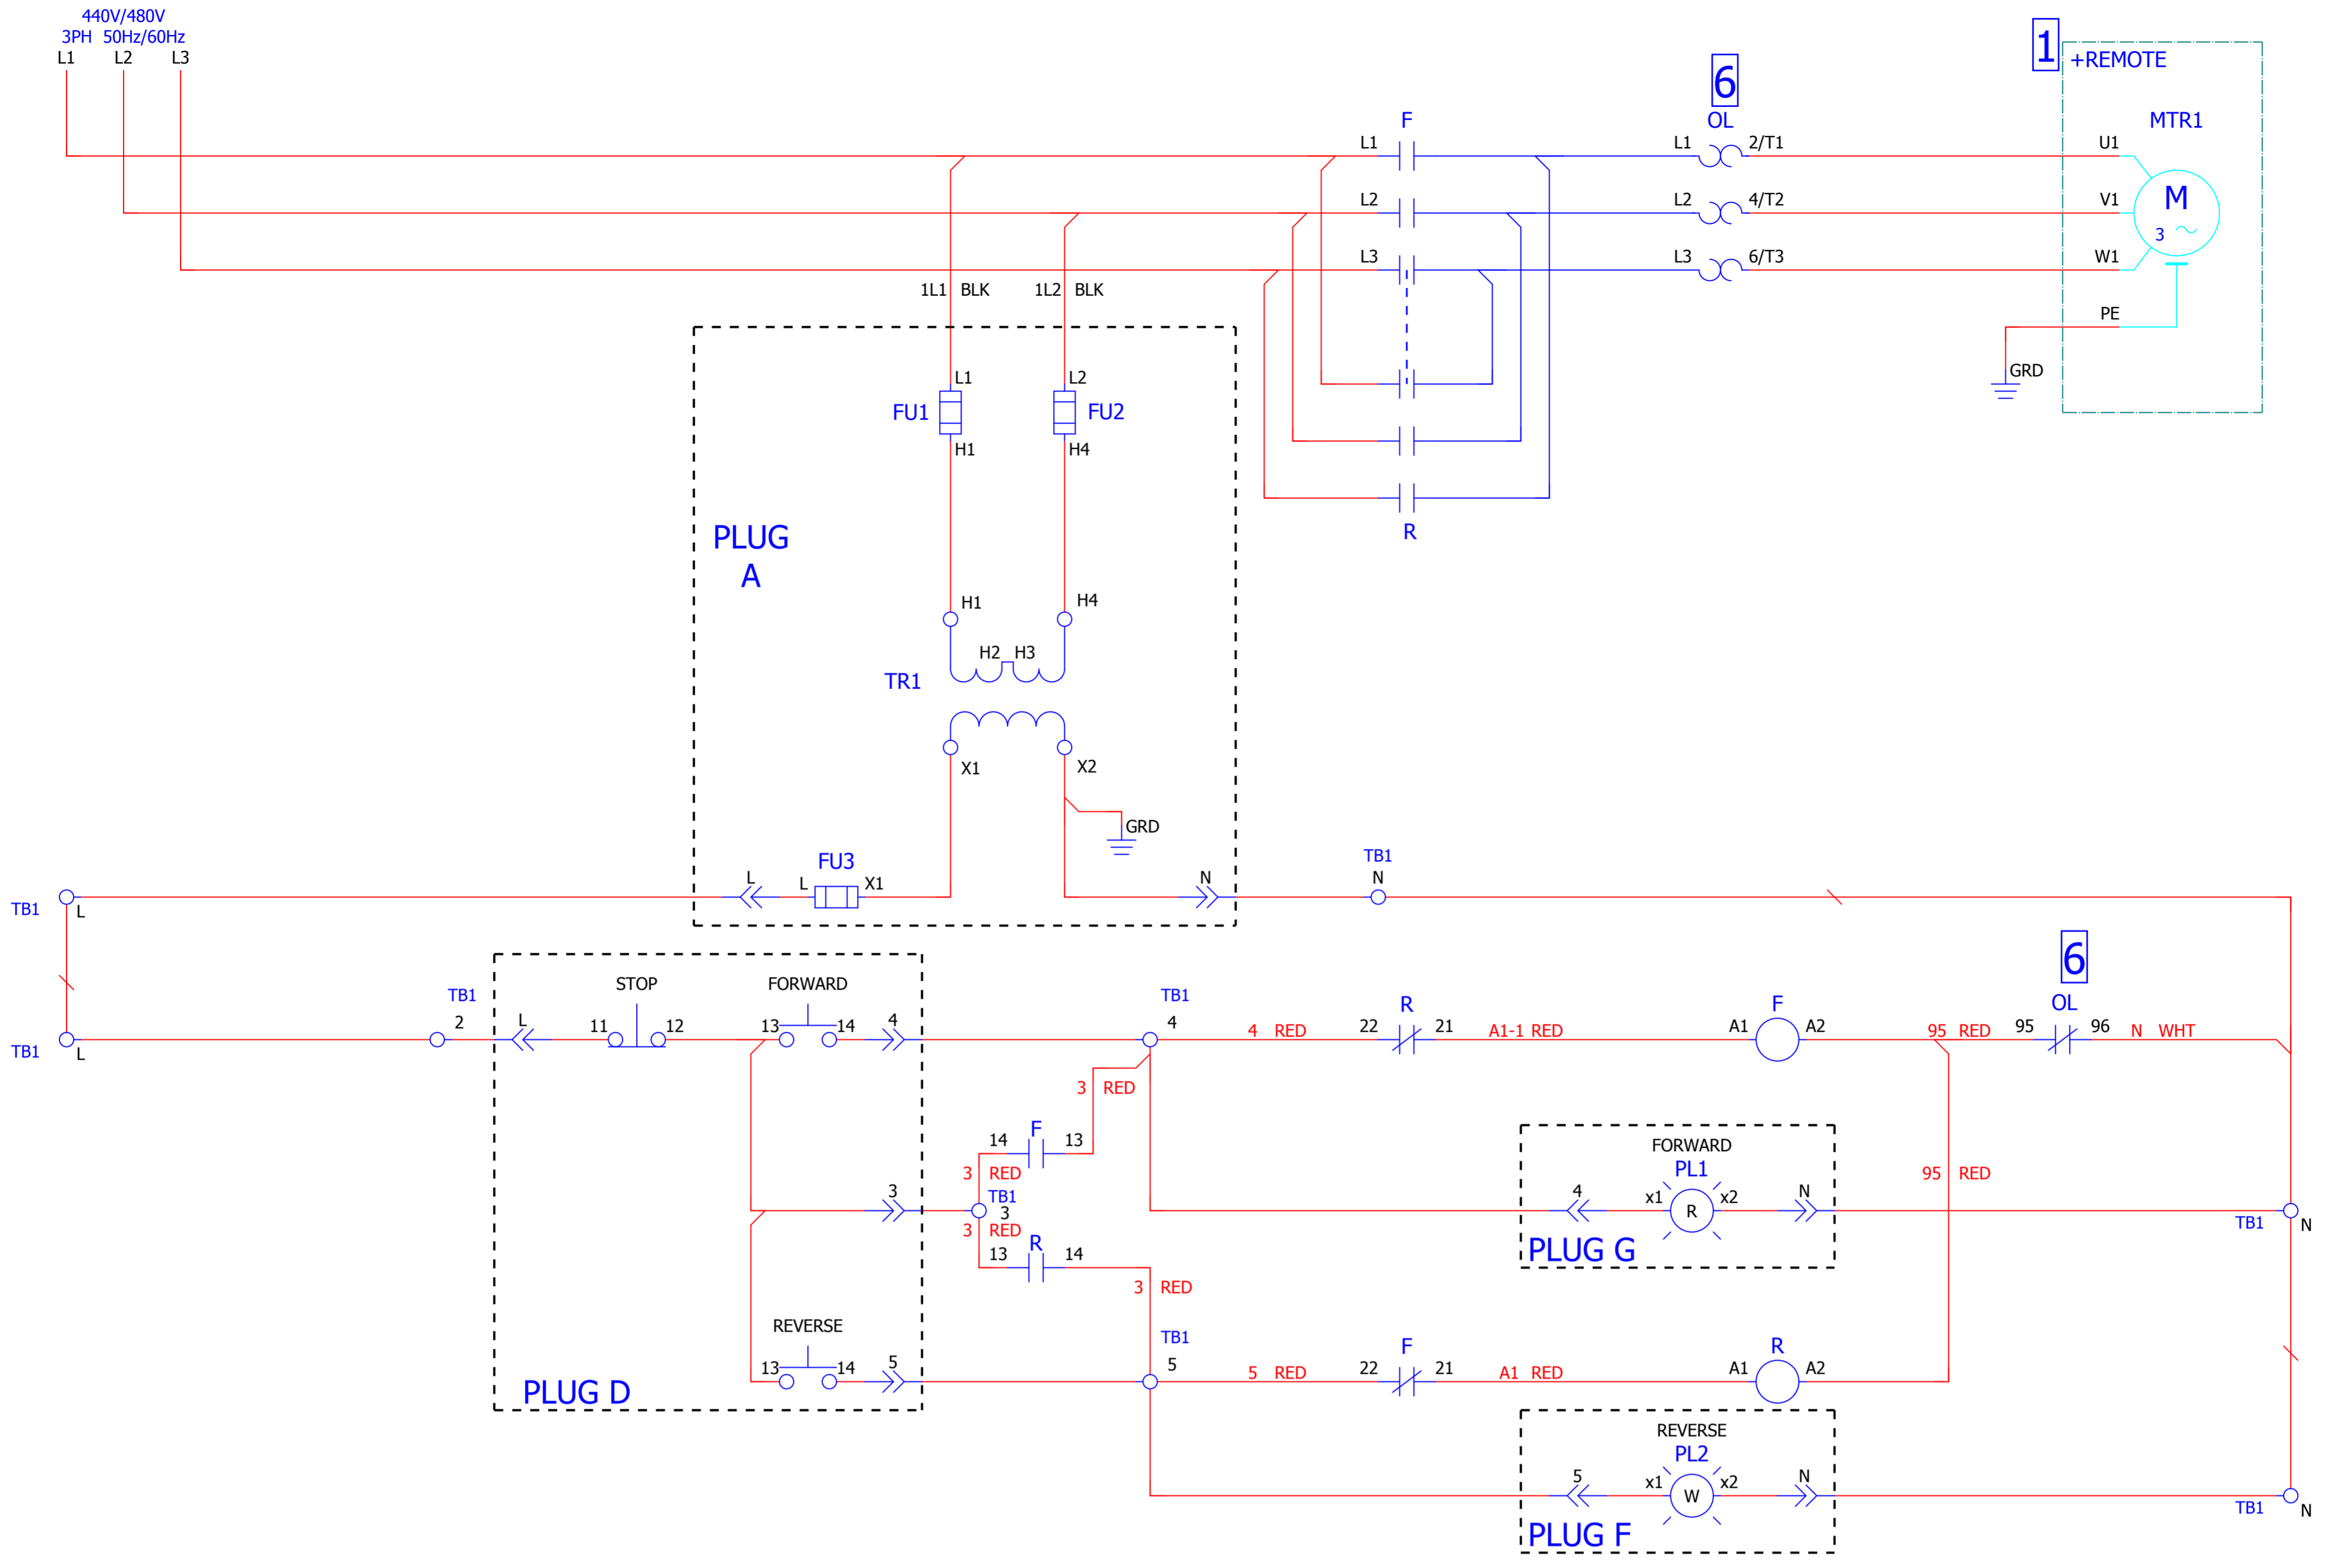 440V/480V
3PH 50Hz/60Hz
L1 L2 L3
1
+REMOTE
6
F
OL
MTR1
L1
L1
2/T1
U1
L2
L2
4/T2
V1
M
3
L3
L3
6/T3
W1
1L1 BLK
1L2 BLK
PE
GRD
L1
L2
FU1
FU2
H1
H4
R
PLUG
A
H1
H4
H2 H3
TR1
X1
X2
GRD
FU3
TB1
L
L
X1
N
N
TB1
L
6
STOP
FORWARD
TB1
TB1
R
F
OL
2
L
11
12
13
14
4
4
4 RED
22
21
A1-1 RED
A1
A2
95 RED
95
96
N WHT
TB1
L
3 RED
F
14
13
FORWARD
3 RED
PL1
95 RED
3
TB1
3
4
x1
R
x2
N
TB1
N
3 RED
R
13
14
PLUG G
3 RED
REVERSE
TB1
F
R
13
14
5
5
5 RED
22
21
A1 RED
A1
A2
PLUG D
REVERSE
PL2
5
x1
W
x2
N
TB1
N
PLUG F